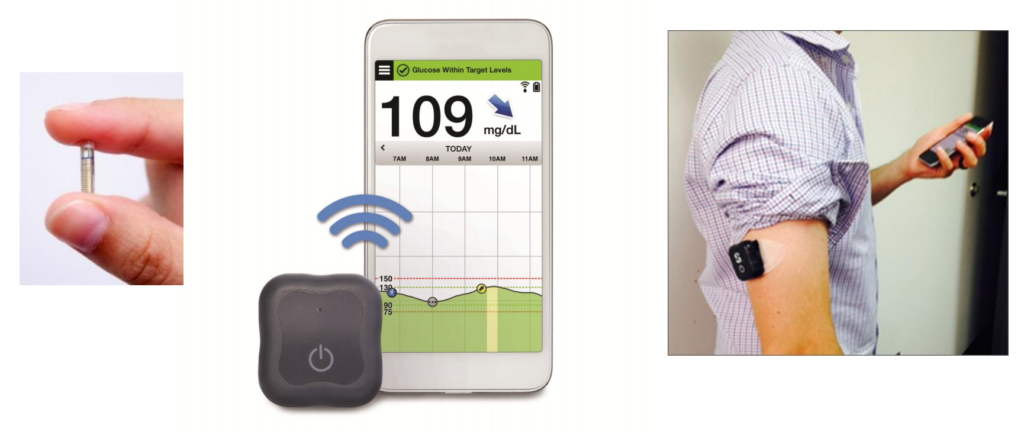 Glucose Within Target Levels
109
mg/dL
TODAY
7AM 8AM 9AM 10AM 11AM
150
130
90
75